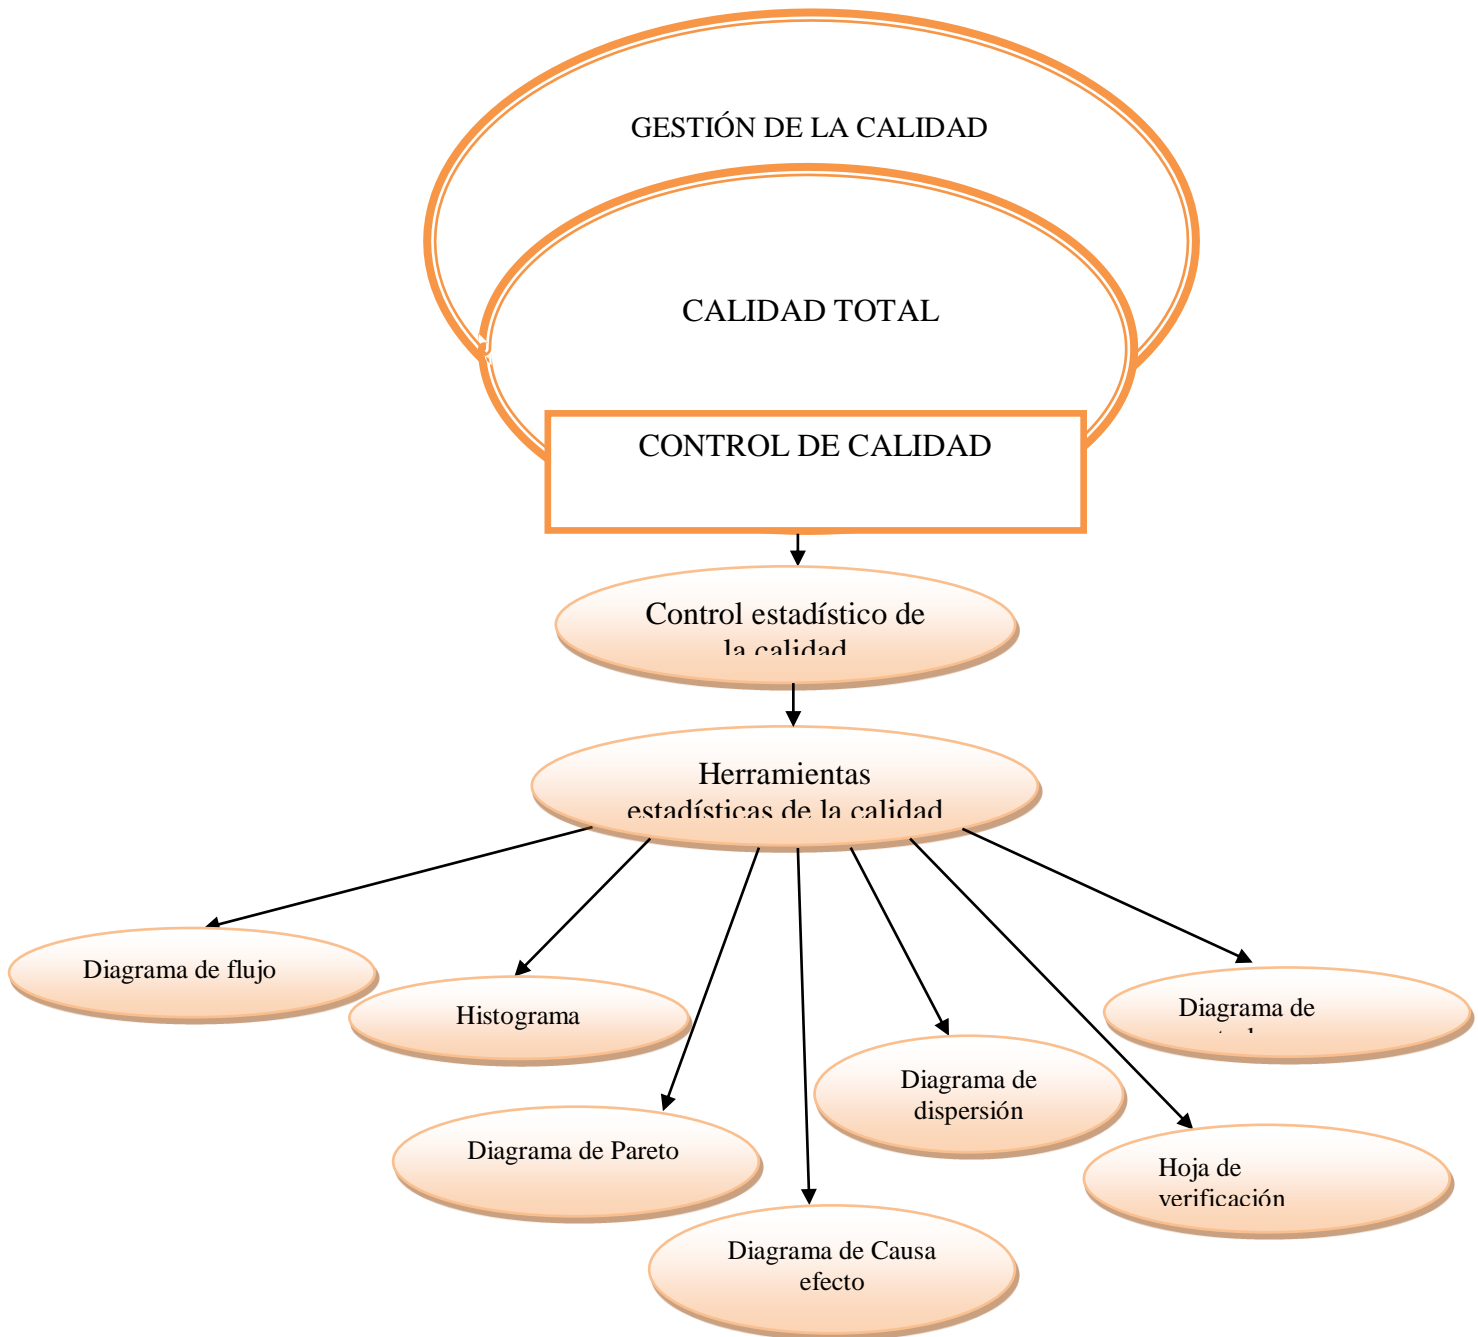 GESTIÓN DE LA CALIDAD
CALIDAD TOTAL
CONTROL DE CALIDAD
Control estadístico de
la calidad
Herramientas
estadísticas de la calidad
Diagrama de flujo
Histograma
Diagrama de Pareto
Diagrama de Causa
efecto
Diagrama de
dispersión
Hoja de
verificación
Diagrama de